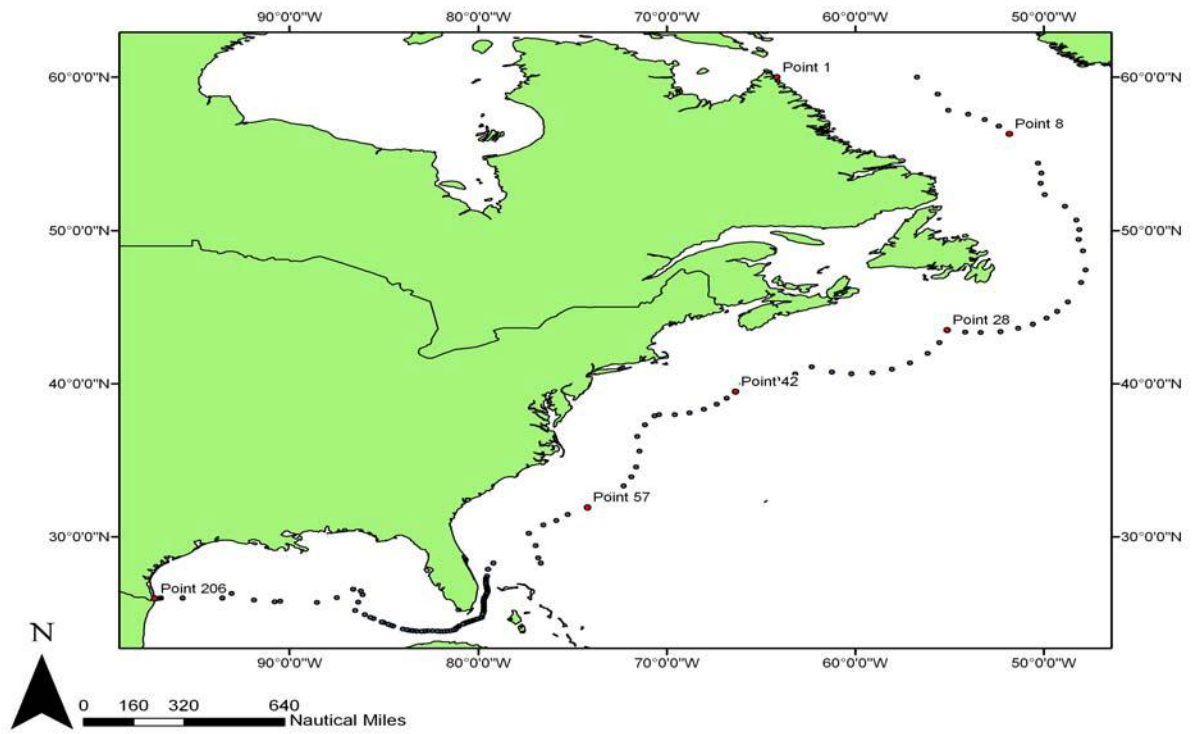 90°0'0"W 80°0'0"W 70°0'0"W 60°0'0"W 50°0'0"W
60°0'0"N Point 1 60°0'0"N
Point 8
50°0'0"N 50°0'0"N
Point 28
40°0'0"N Point 42 40°0'0"N
Point 57
30°0'0"N 30°0'0"N
Point 206
90°0'0"W 80°0'0"W 70°0'0"W 60°0'0"W 50°0'0"W
N
0 160 320 640
Nautical Miles